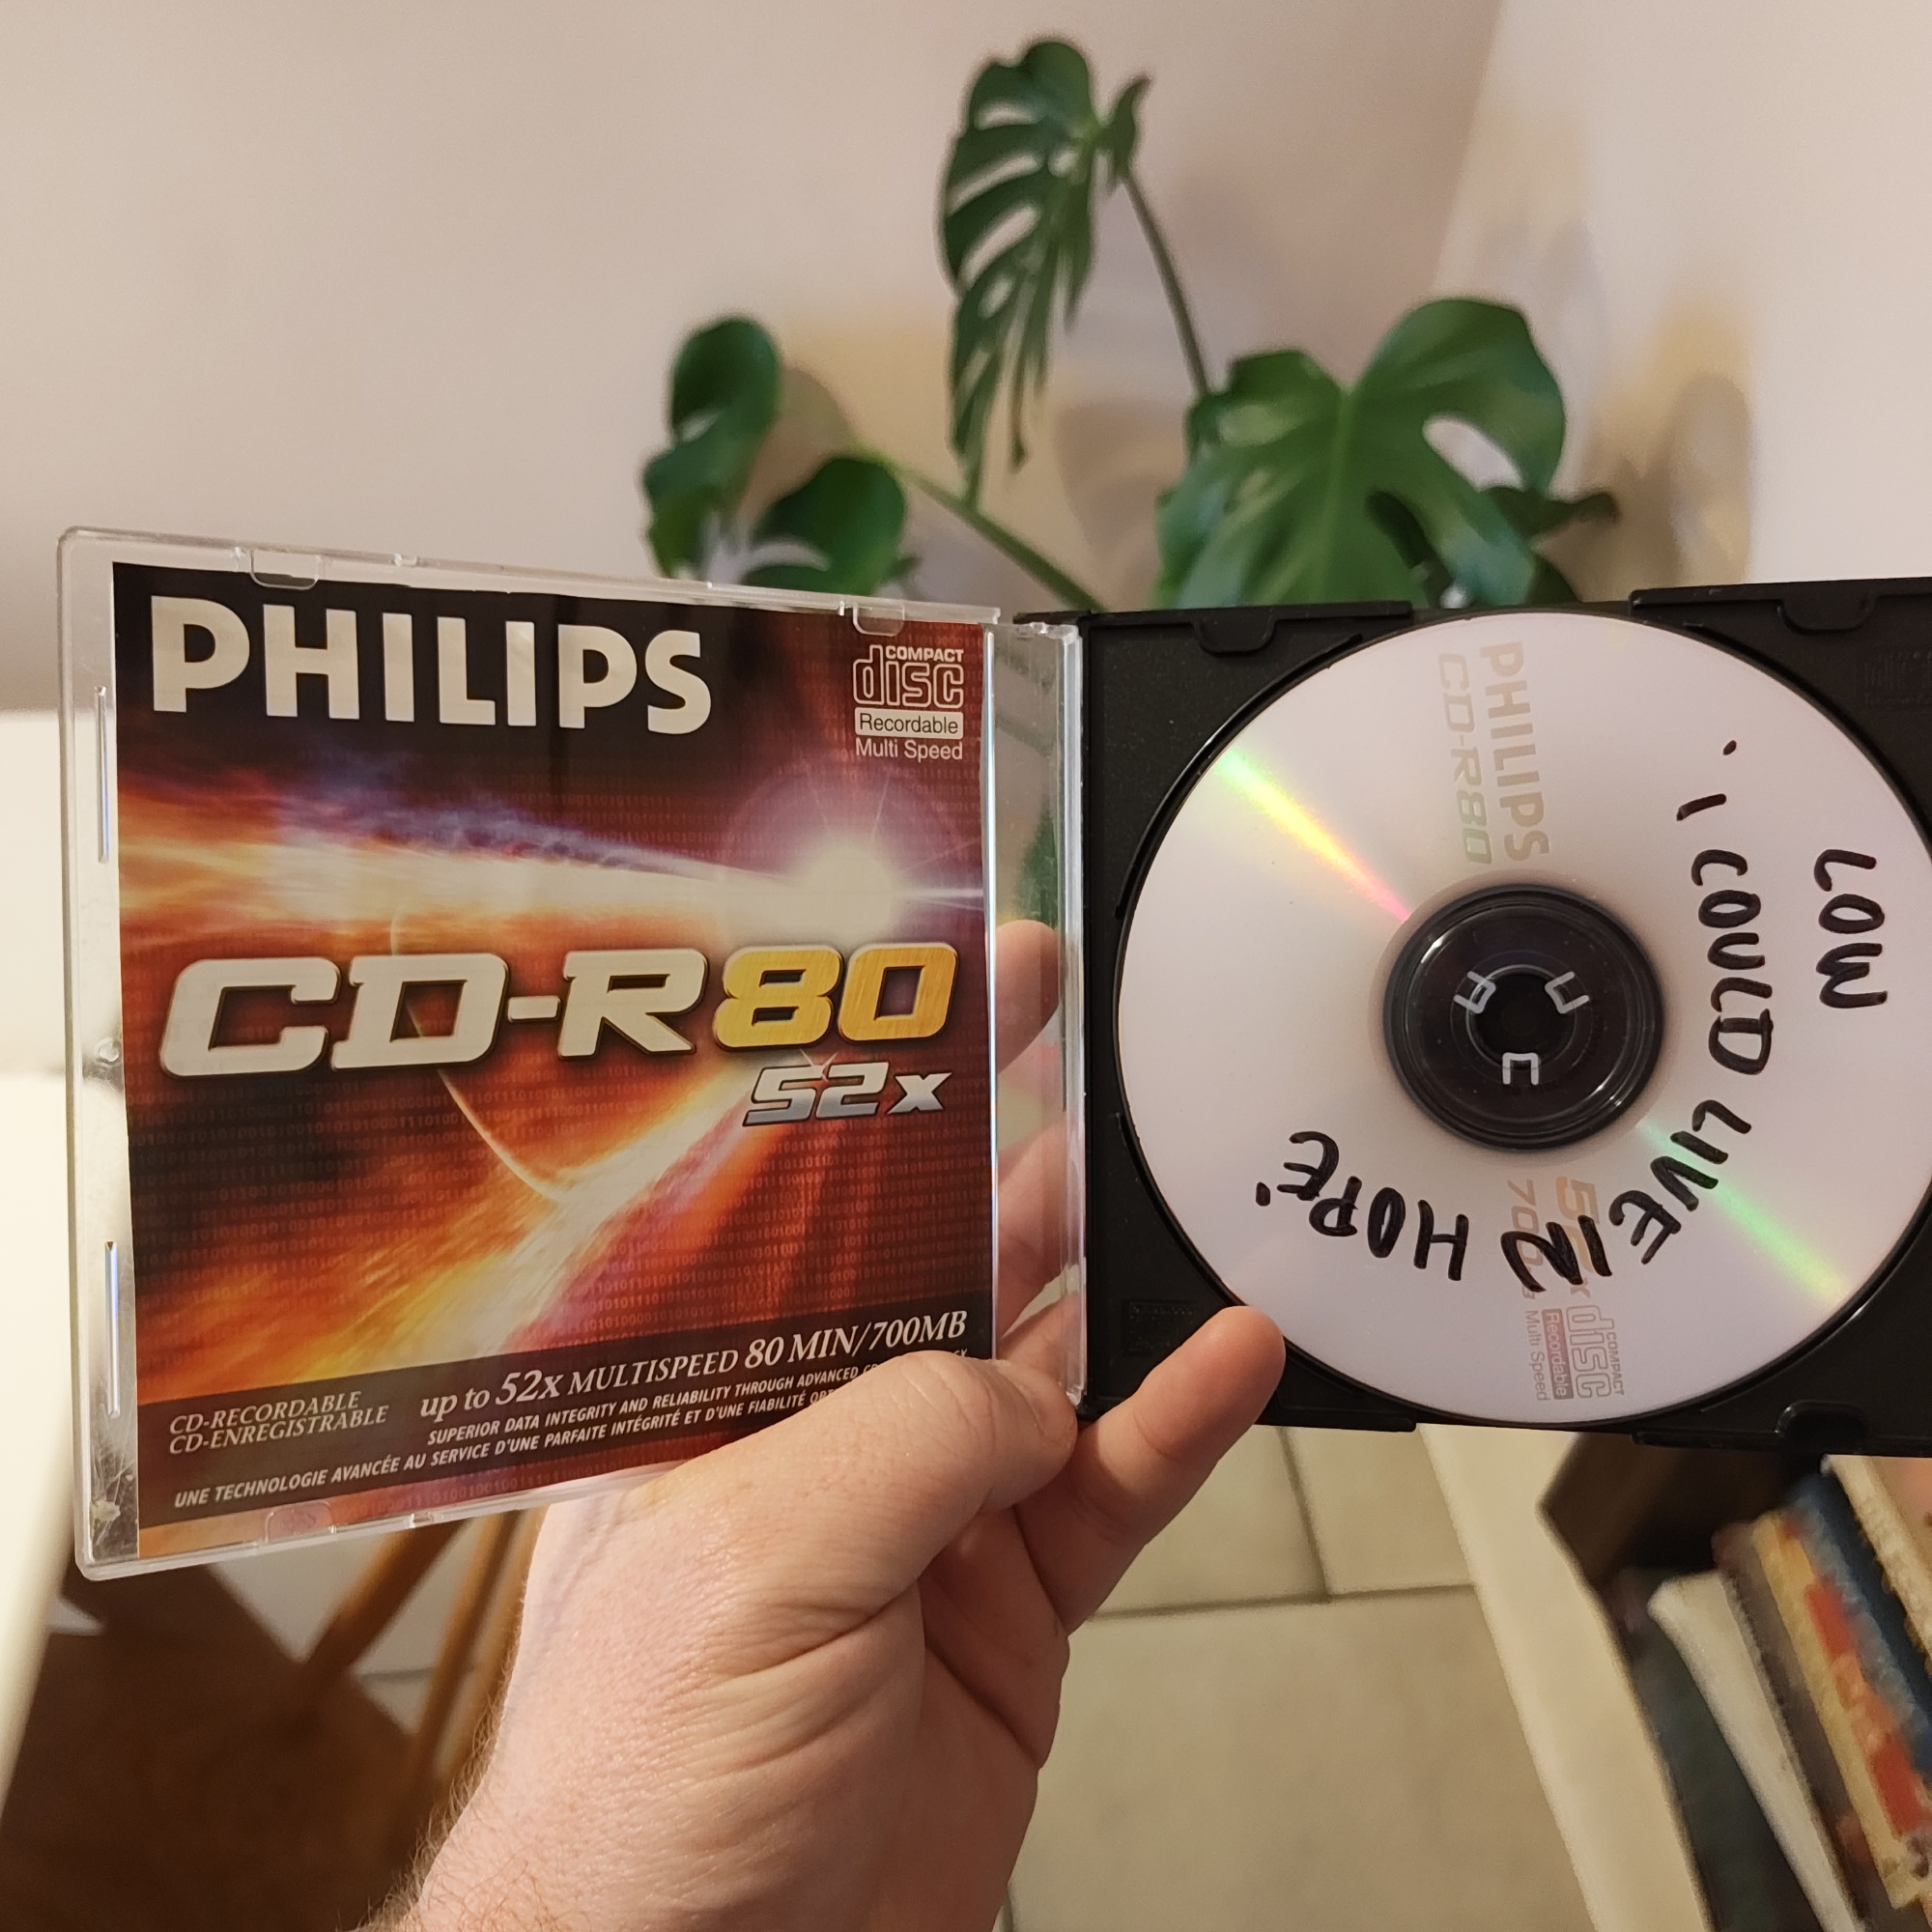 PHILIPS
COMPACT
disc
Recordable
Multi Speed
CD-R80
52x
up to 52x MULTISPEED 80 MIN/700MB
CD-RECORDABLE
CD-ENREGISTRABLE
SUPERIOR DATA INTEGRITY AND RELIABILITY THROUGH ADVANCED
UNE TECHNOLOGIE AVANCÉE AU SERVICE D'UNE PARFAITE INTÉGRITÉ ET D'UNE FIABILITÉ
LOW
'I COULD LIVE IN HOPE'
PHILIPS
CD-R80
COMPACT
disc
Recordable
Multi Speed